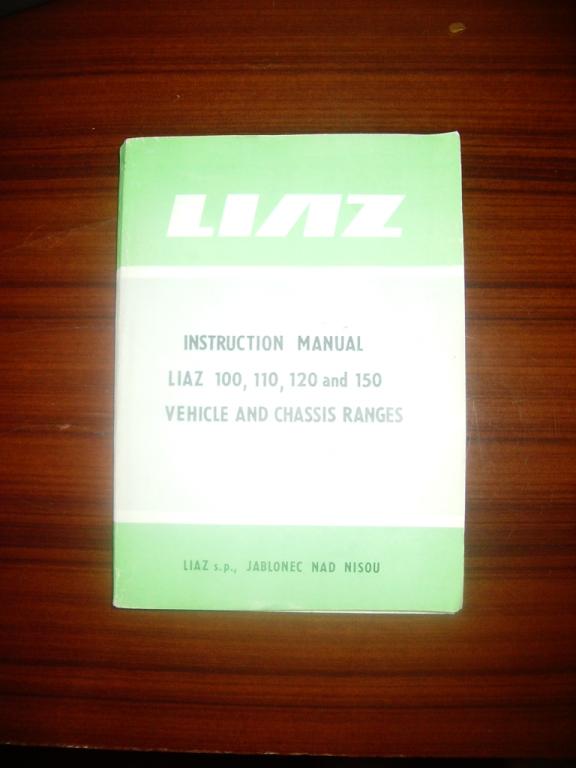 LIAZ
INSTRUCTION MANUAL
LIAZ 100, 110, 120 and 150
VEHICLE AND CHASSIS RANGES
LIAZ s.p., JABLONEC NAD NISOU